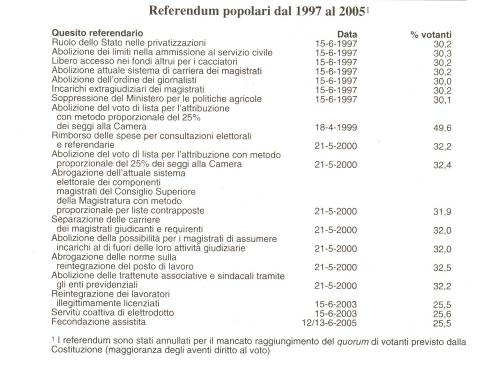 Referendum popolari dal 1997 al 2005¹
Quesito referendario Data % votanti
Ruolo dello Stato nelle privatizzazioni 15-6-1997 30,2
Abolizione dei limiti nella ammissione al servizio civile 15-6-1997 30,3
Libero accesso nei fondi altrui per i cacciatori 15-6-1997 30,2
Abolizione attuale sistema di carriera dei magistrati 15-6-1997 30,2
Abolizione dell'ordine dei giornalisti 15-6-1997 30,0
Incarichi extragiudiziari dei magistrati 15-6-1997 30,2
Soppressione del Ministero per le politiche agricole 15-6-1997 30,1
Abolizione del voto di lista per l'attribuzione
con metodo proporzionale del 25%
dei seggi alla Camera 18-4-1999 49,6
Rimborso delle spese per consultazioni elettorali
e referendarie 21-5-2000 32,2
Abolizione del voto di lista per l'attribuzione con metodo
proporzionale del 25% dei seggi alla Camera 21-5-2000 32,4
Abrogazione dell'attuale sistema
elettorale dei componenti
magistrati del Consiglio Superiore
della Magistratura con metodo
proporzionale per liste contrapposte 21-5-2000 31,9
Separazione delle carriere
dei magistrati giudicanti e requirenti 21-5-2000 32,0
Abolizione della possibilità per i magistrati di assumere
incarichi al di fuori delle loro attività giudiziarie 21-5-2000 32,0
Abrogazione delle norme sulla
reintegrazione del posto di lavoro 21-5-2000 32,5
Abolizione delle trattenute associative e sindacali tramite
gli enti previdenziali 21-5-2000 32,2
Reintegrazione dei lavoratori
illegittimamente licenziati 15-6-2003 25,5
Servitù coattiva di elettrodotto 15-6-2003 25,6
Fecondazione assistita 12/13-6-2005 25,5
¹ I referendum sono stati annullati per il mancato raggiungimento del quorum di votanti previsto dalla
Costituzione (maggioranza degli aventi diritto al voto)